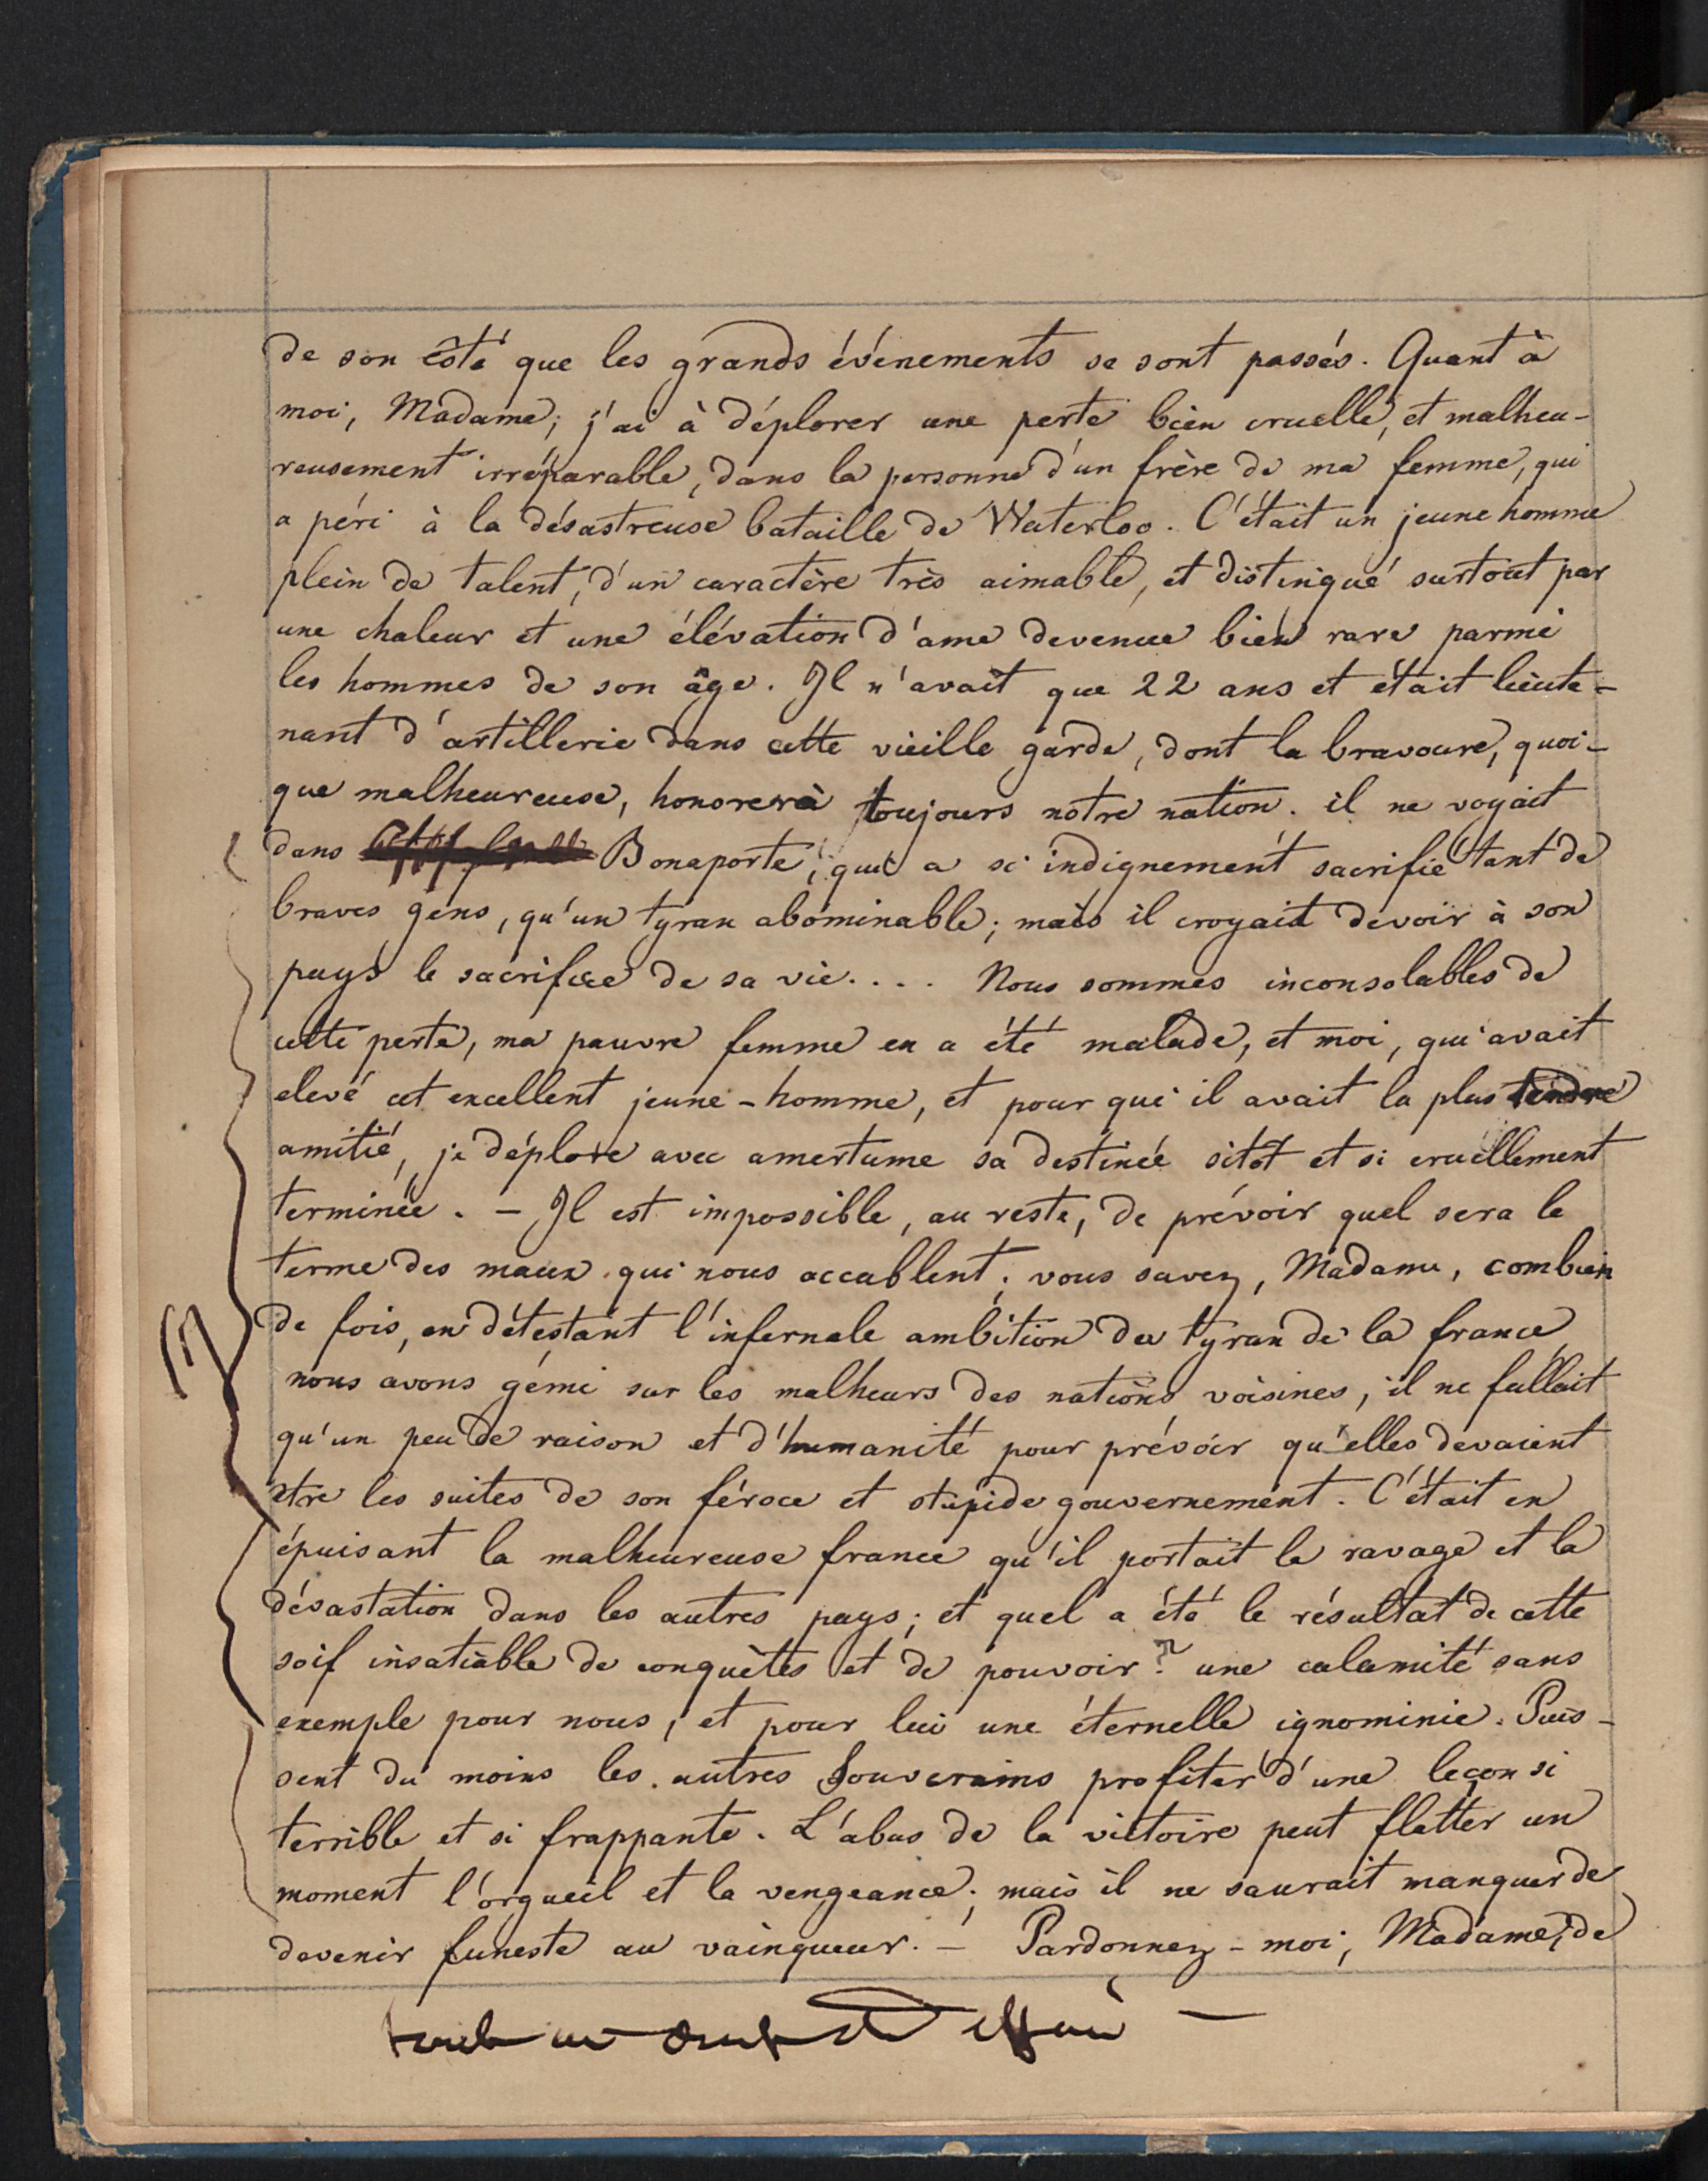 de son côté que les grands événements se sont passés. Quant à
moi, Madame, j'ai à déplorer une perte bien cruelle, et malheu-
reusement irréparable, dans la personne d'un frère de ma femme, qui
a péri à la désastreuse bataille de Waterloo. C'était un jeune homme
plein de talent, d'un caractère très aimable, et distingué surtout par
une chaleur et une élévation d'ame devenue bien rare parmi
les hommes de son âge. Il n'avait que 22 ans et était lieute-
nant d'artillerie dans cette vieille garde, dont la bravoure, quoi-
que malheureuse, honorera toujours notre nation. il ne voyait
dans Bonaparte, qui a si indignement sacrifié tant de
braves gens, qu'un tyran abominable; mais il croyait devoir à son
pays le sacrifice de sa vie.... Nous sommes inconsolables de
cette perte, ma pauvre femme en a été malade, et moi, qui avait
elevé cet excellent jeune-homme, et pour qui il avait la plus tendre
amitié, je déplore avec amertume sa destinée sitôt et si cruellement
terminée. — Il est impossible, au reste, de prévoir quel sera le
terme des maux qui nous accablent; vous savez, Madame, combien
de fois, en détestant l'infernale ambition du tyran de la france,
nous avons gémi sur les malheurs des nations voisines, il ne fallait
qu'un peu de raison et d'humanité pour prévoir qu'elles devaient
etre les suites de son féroce et stupide gouvernement. C'était en
épuisant la malheureuse france qu'il portait le ravage et la
dévastation dans les autres pays; et quel a été le résultat de cette
soif insatiable de conquêtes et de pouvoir? une calamité sans
exemple pour nous, et pour lui une éternelle ignominie. Puis-
sent du moins les autres Souverains profiter d'une leçon si
terrible et si frappante. L'abus de la victoire peut flatter un
moment l'orgueil et la vengeance; mais il ne saurait manquer de
devenir funeste au vainqueur. — Pardonnez-moi, Madame, de